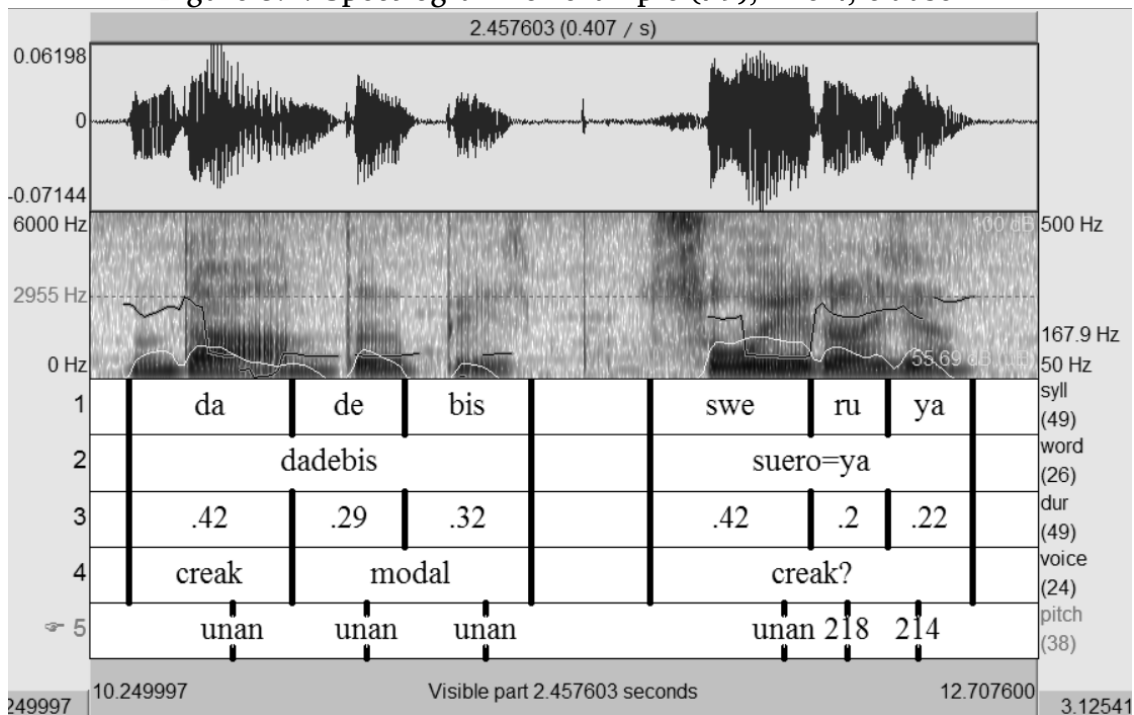 2.457603 (0.407 / s)
0.06198
0
-0.07144
6000 Hz 100 dB 500 Hz
2955 Hz
167.9 Hz
0 Hz 55.69 50 Hz
1 da de bis swe ru ya syll (49)
2 dadebis suero=ya word (26)
3 .42 .29 .32 .42 .2 .22 dur (49)
4 creak modal creak? voice (24)
☞ 5 unan unan unan unan 218 214 pitch (38)
10.249997 Visible part 2.457603 seconds 12.707600
249997 3.12541